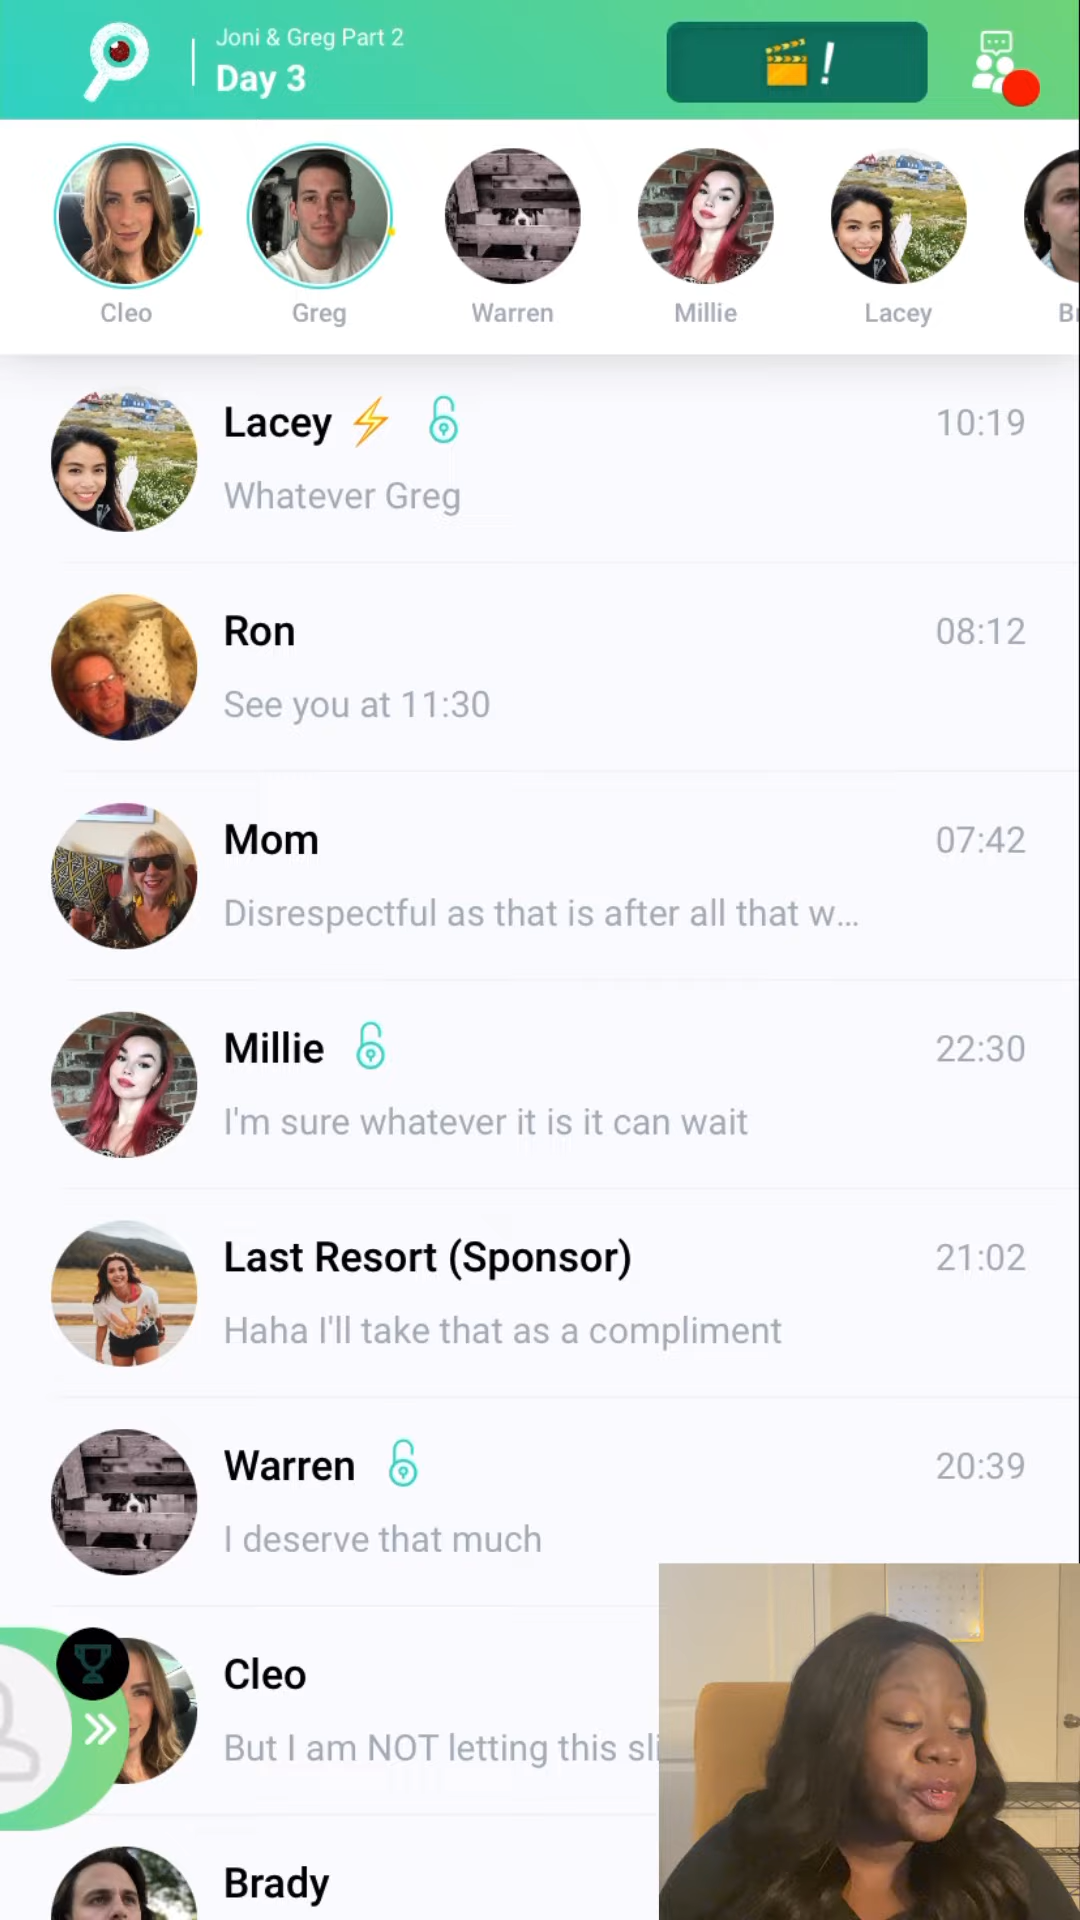 Joni & Greg Part 2
Day 3
!
Cleo
Greg
Warren
Millie
Lacey
Lacey
10:19
Whatever Greg
Ron
08:12
See you at 11:30
Mom
07:42
Disrespectful as that is after all that w...
Millie
22:30
I'm sure whatever it is it can wait
Last Resort (Sponsor)
21:02
Haha I'll take that as a compliment
Warren
20:39
I deserve that much
Cleo
But I am NOT letting this sli
Brady